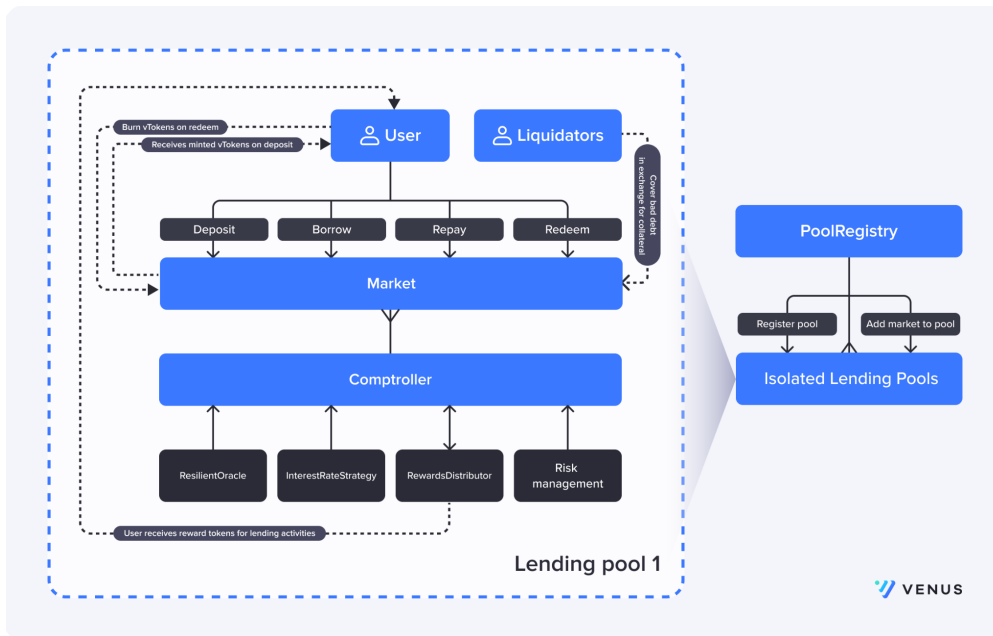 Burn vTokens on redeem
Receives minted vTokens on deposit
User
Liquidators
Cover bad debt
in exchange for collateral
Deposit
Borrow
Repay
Redeem
Market
Comptroller
ResilientOracle
InterestRateStrategy
RewardsDistributor
Risk
management
User receives reward tokens for lending activities
Lending pool 1
PoolRegistry
Register pool
Add market to pool
Isolated Lending Pools
VENUS